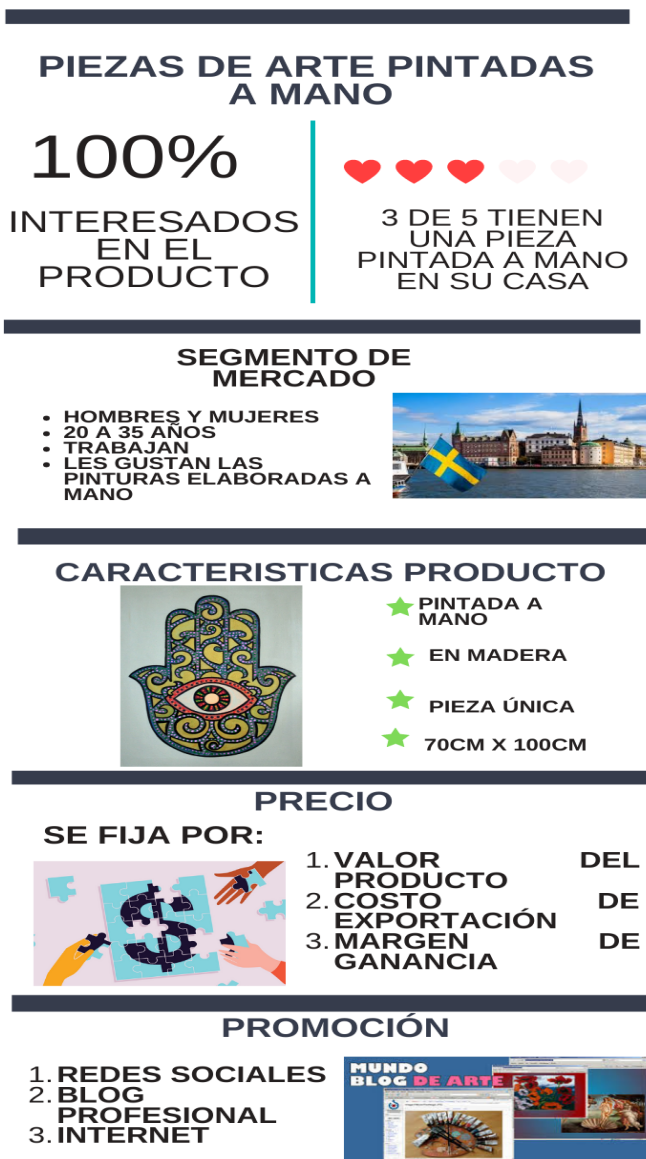 PIEZAS DE ARTE PINTADAS
A MANO
100%
INTERESADOS
EN EL
PRODUCTO
3 DE 5 TIENEN
UNA PIEZA
PINTADA A MANO
EN SU CASA
SEGMENTO DE
MERCADO
• HOMBRES Y MUJERES
• 20 A 35 AÑOS
• TRABAJAN
• LES GUSTAN LAS
PINTURAS ELABORADAS A
MANO
CARACTERISTICAS PRODUCTO
PINTADA A
MANO
EN MADERA
PIEZA ÚNICA
70CM X 100CM
PRECIO
SE FIJA POR:
1. VALOR DEL
PRODUCTO
2. COSTO DE
EXPORTACIÓN
3. MARGEN DE
GANANCIA
PROMOCIÓN
1. REDES SOCIALES
2. BLOG
PROFESIONAL
3. INTERNET
MUNDO
BLOG DE ARTE